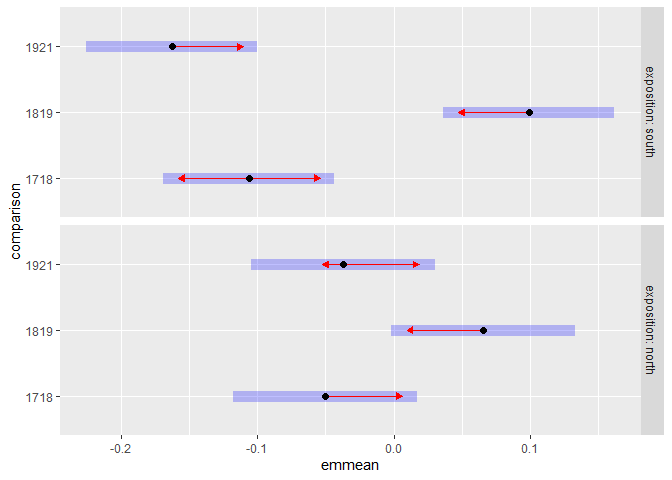 1921
1819
1718
exposition: south
comparison
1921
1819
1718
exposition: north
-0.2
-0.1
0.0
0.1
emmean